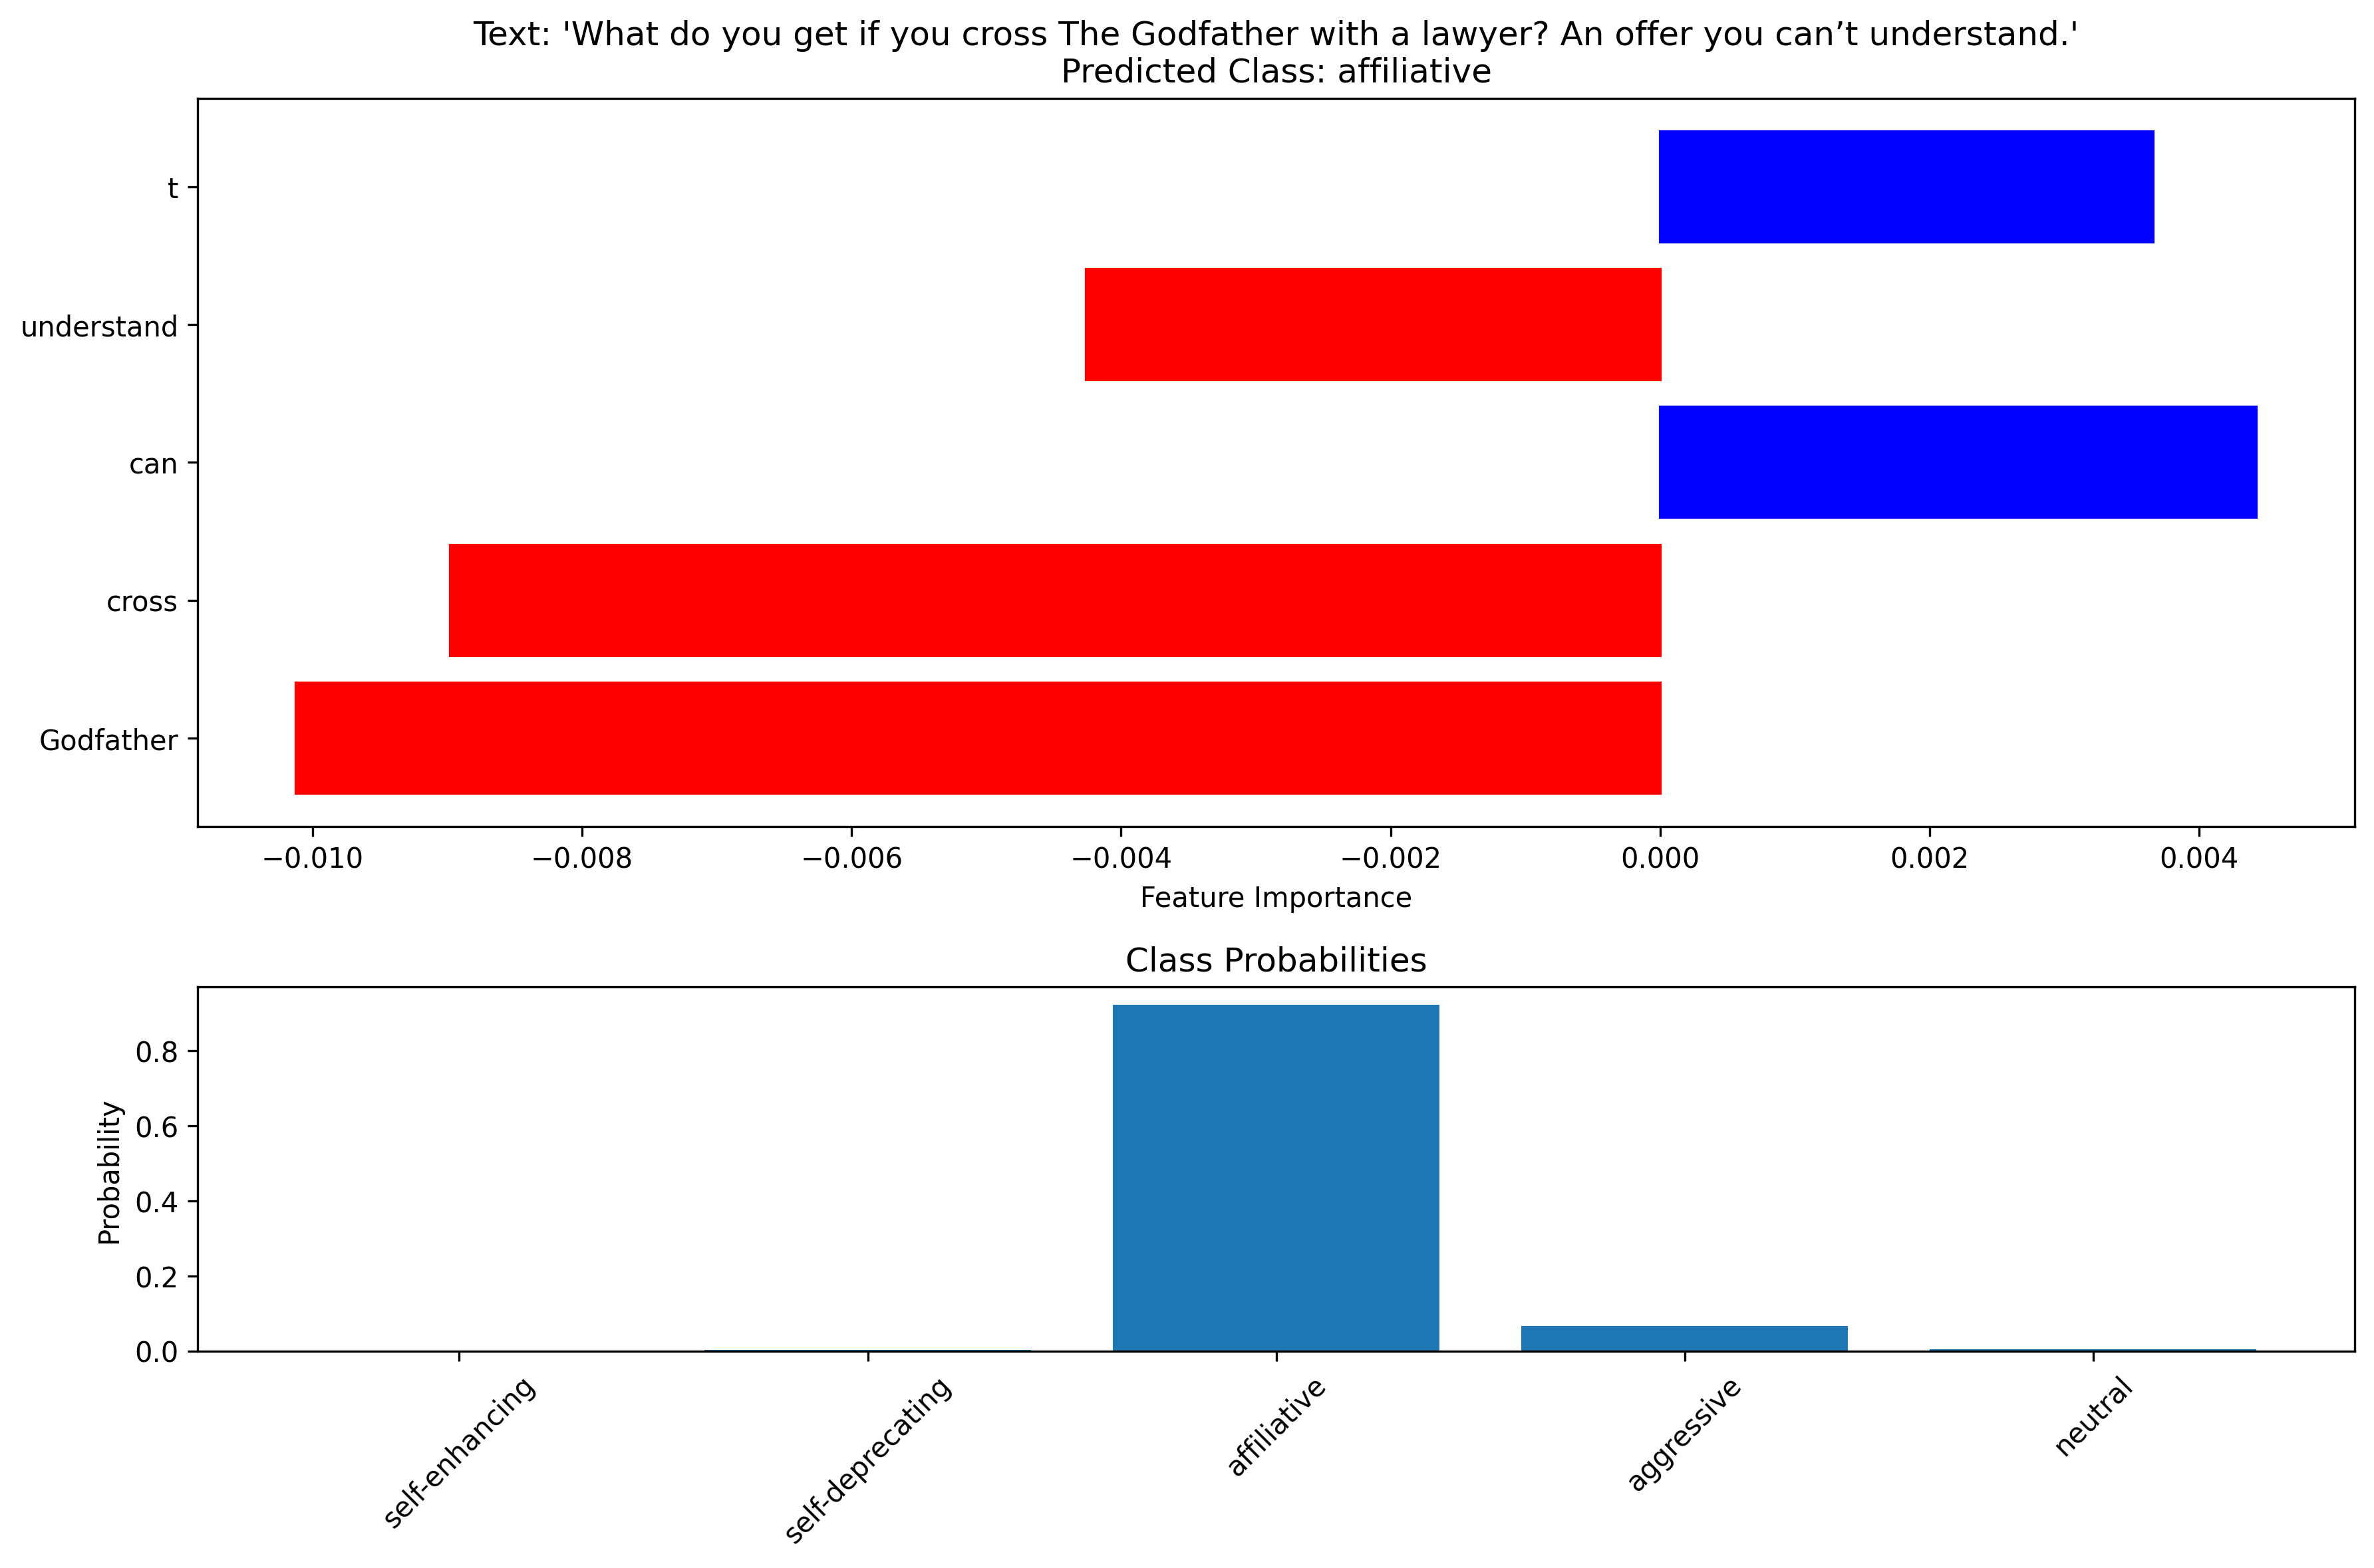 Text: 'What do you get if you cross The Godfather with a lawyer? An offer you can’t understand.'
Predicted Class: affiliative
t
understand
can
cross
Godfather
−0.010 −0.008 −0.006 −0.004 −0.002 0.000 0.002 0.004
Feature Importance
Class Probabilities
Probability
0.8
0.6
0.4
0.2
0.0
self-enhancing self-deprecating affiliative aggressive neutral